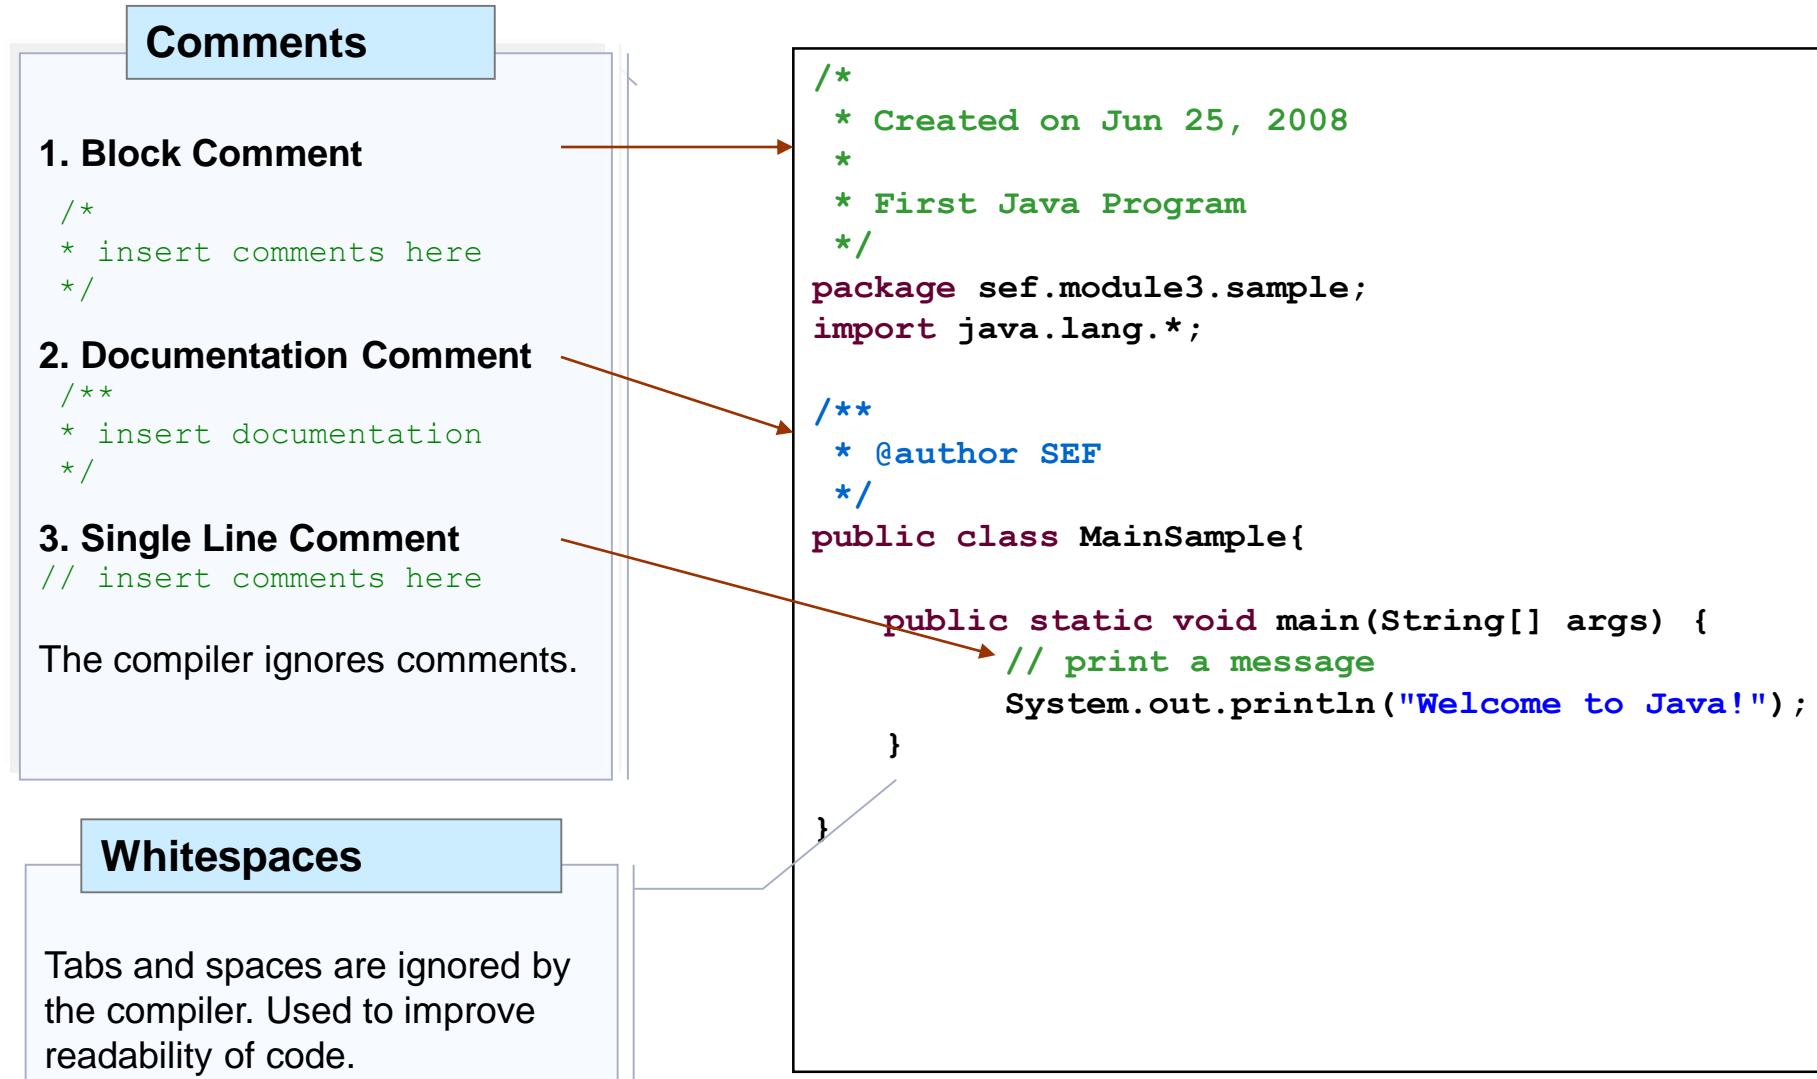 Comments
1. Block Comment
/*
* insert comments here
*/
2. Documentation Comment
/**
* insert documentation
*/
3. Single Line Comment
// insert comments here
The compiler ignores comments.
Whitespaces
Tabs and spaces are ignored by
the compiler. Used to improve
readability of code.
/*
 * Created on Jun 25, 2008
 *
 * First Java Program
 */
package sef.module3.sample;
import java.lang.*;
/**
 * @author SEF
 */
public class MainSample{
    public static void main(String[] args) {
        // print a message
        System.out.println("Welcome to Java!");
    }
}